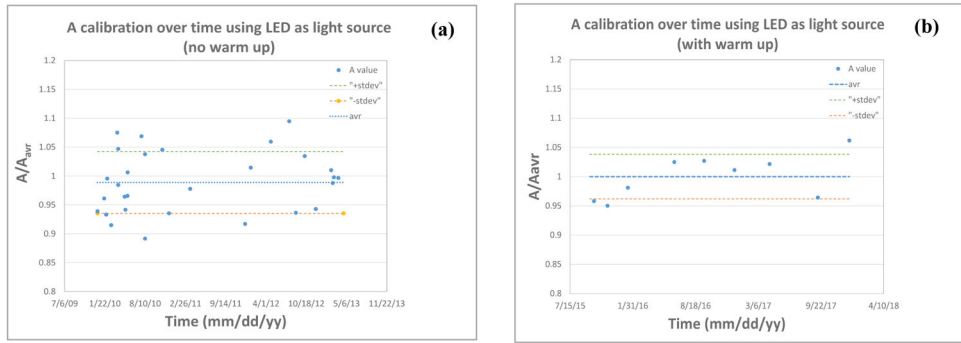 A calibration over time using LED as light source
(no warm up)
(a)
1.2
1.15
1.1
1.05
1
0.95
0.9
0.85
0.8
A/Aavr
A value
"+stdev"
"-stdev"
avr
7/6/09 1/22/10 8/10/10 2/26/11 9/14/11 4/1/12 10/18/12 5/6/13 11/22/13
Time (mm/dd/yy)
A calibration over time using LED as light source
(with warm up)
(b)
1.2
1.15
1.1
1.05
1
0.95
0.9
0.85
0.8
A/Aavr
A value
avr
"+stdev"
"-stdev"
7/15/15 1/31/16 8/18/16 3/6/17 9/22/17 4/10/18
Time (mm/dd/yy)